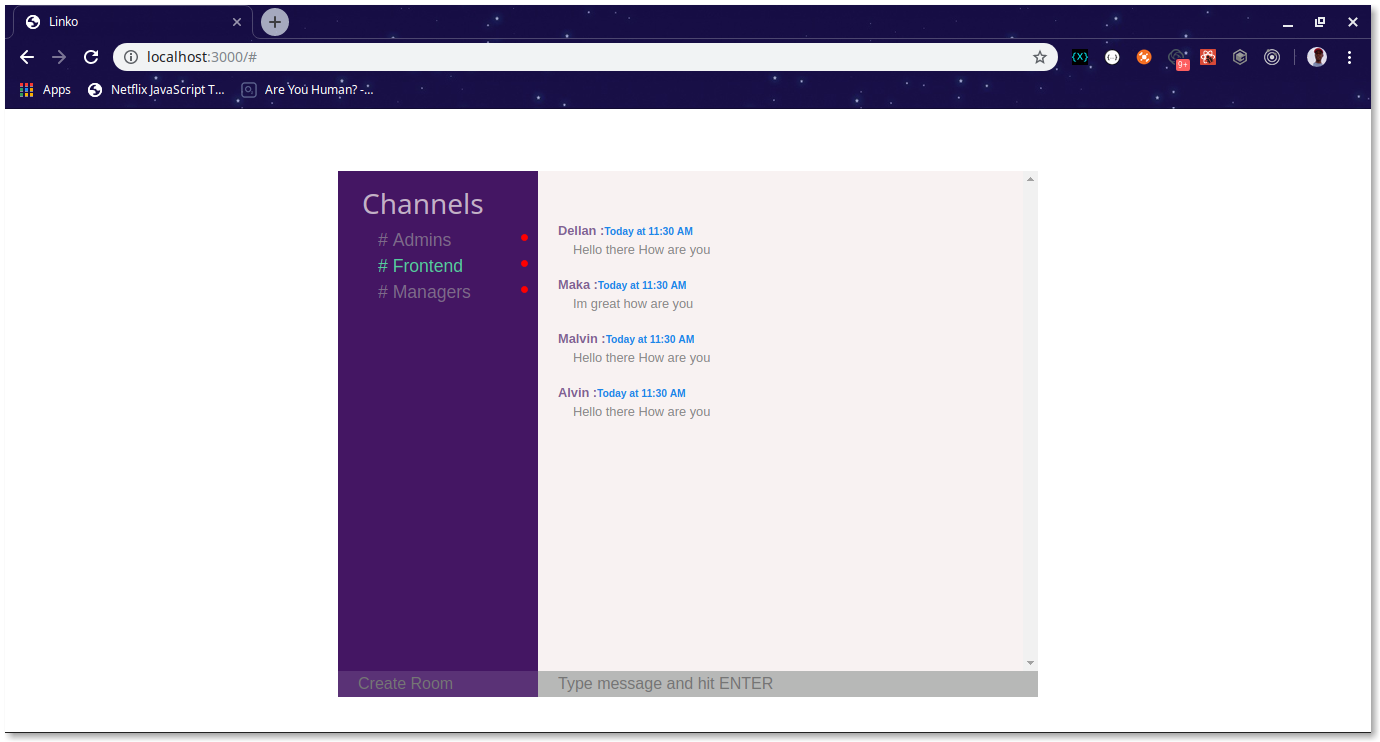 Linko
localhost:3000/#
9+
Apps Netflix JavaScript T... Are You Human? -...
Channels
# Admins
# Frontend
# Managers
Dellan :Today at 11:30 AM
Hello there How are you
Maka :Today at 11:30 AM
Im great how are you
Malvin :Today at 11:30 AM
Hello there How are you
Alvin :Today at 11:30 AM
Hello there How are you
Create Room
Type message and hit ENTER